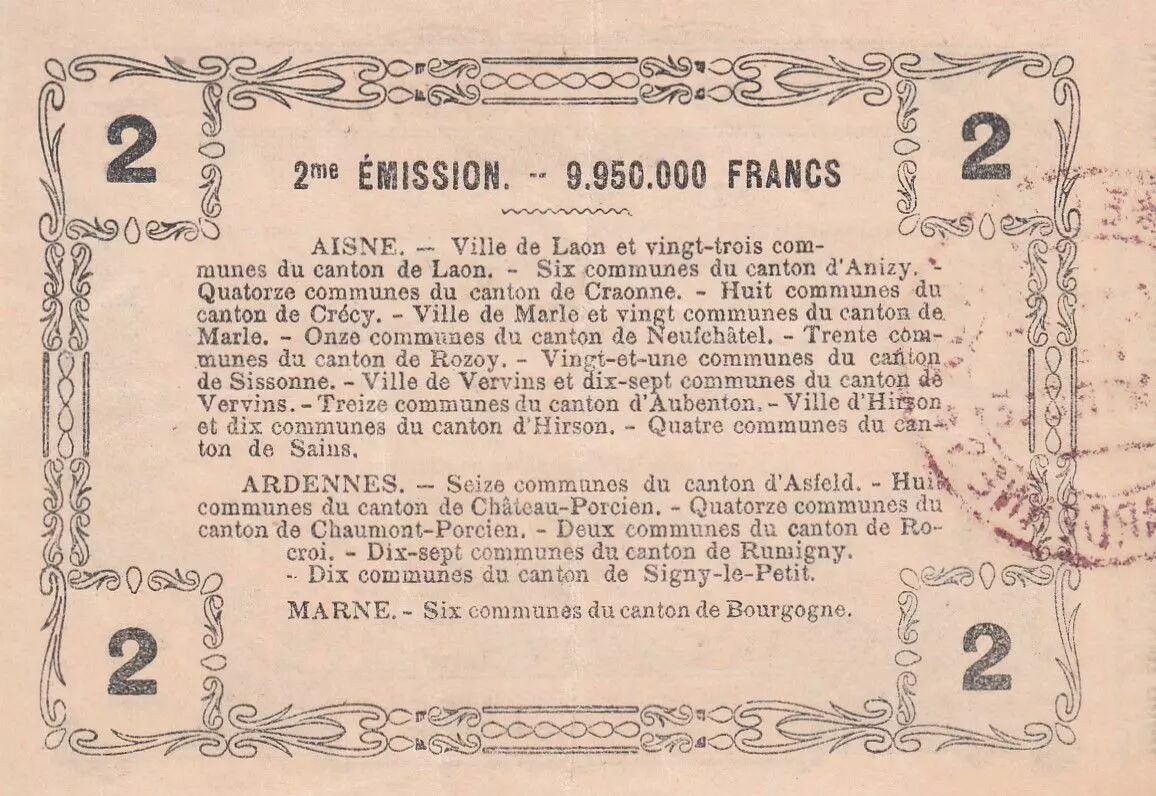 2
2
2me ÉMISSION. -- 9.950.000 FRANCS
AISNE. — Ville de Laon et vingt-trois com-
munes du canton de Laon. - Six communes du canton d'Anizy. -
Quatorze communes du canton de Craonne. - Huit communes du
canton de Crécy. - Ville de Marle et vingt communes du canton de
Marle. - Onze communes du canton de Neufchâtel. - Trente com-
munes du canton de Rozoy. - Vingt-et-une communes du canton
de Sissonne. - Ville de Vervins et dix-sept communes du canton de
Vervins. - Treize communes du canton d'Aubenton. - Ville d'Hirson
et dix communes du canton d'Hirson. - Quatre communes du can-
ton de Sains.
ARDENNES. — Seize communes du canton d'Asfeld. - Huit
communes du canton de Château-Porcien. - Quatorze communes du
canton de Chaumont-Porcien. - Deux communes du canton de Ro-
croi. - Dix-sept communes du canton de Rumigny.
- Dix communes du canton de Signy-le-Petit.
MARNE. - Six communes du canton de Bourgogne.
2
2